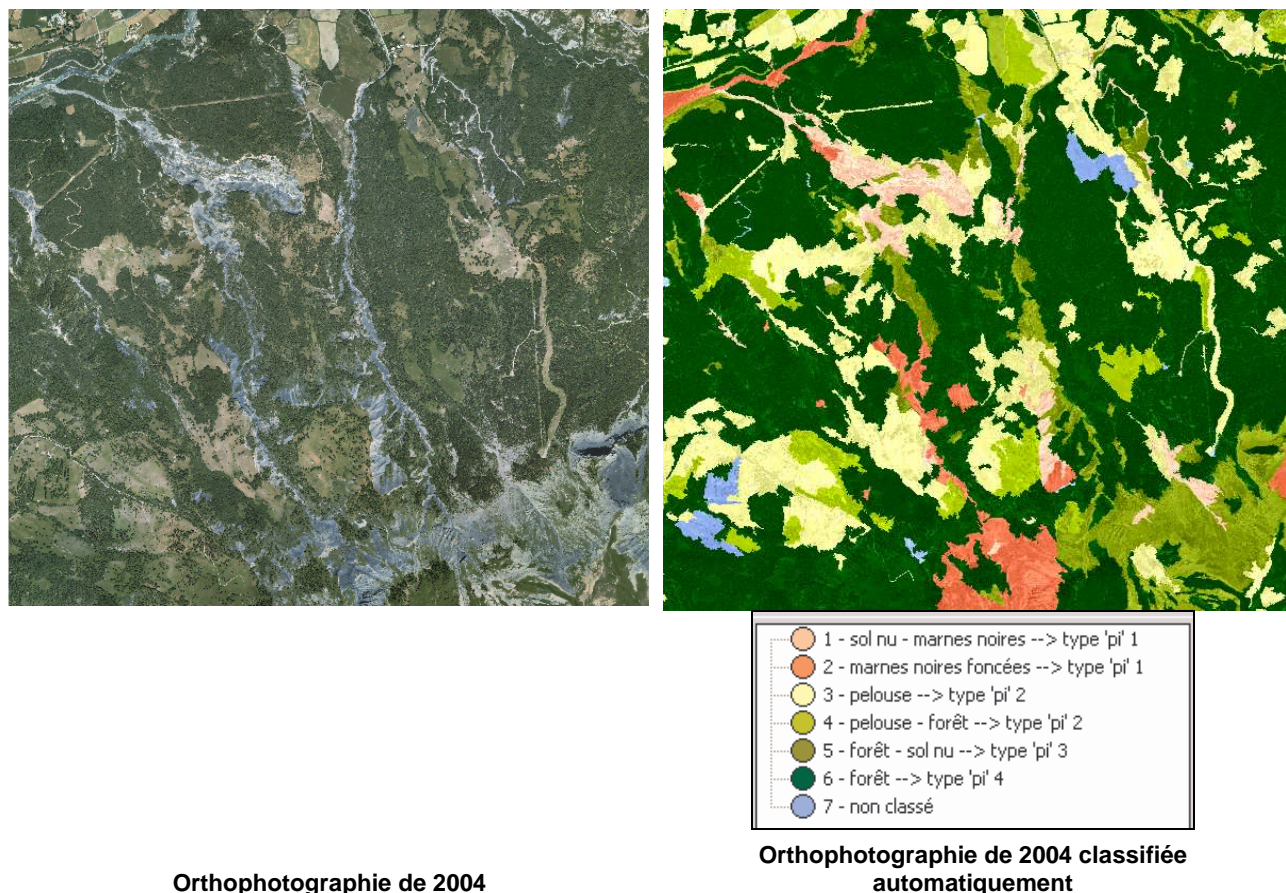 1 - sol nu - marnes noires --> type 'pi' 1
2 - marnes noires foncées --> type 'pi' 1
3 - pelouse --> type 'pi' 2
4 - pelouse - forêt --> type 'pi' 2
5 - forêt - sol nu --> type 'pi' 3
6 - forêt --> type 'pi' 4
7 - non classé
Orthophotographie de 2004
Orthophotographie de 2004 classifiée
automatiquement